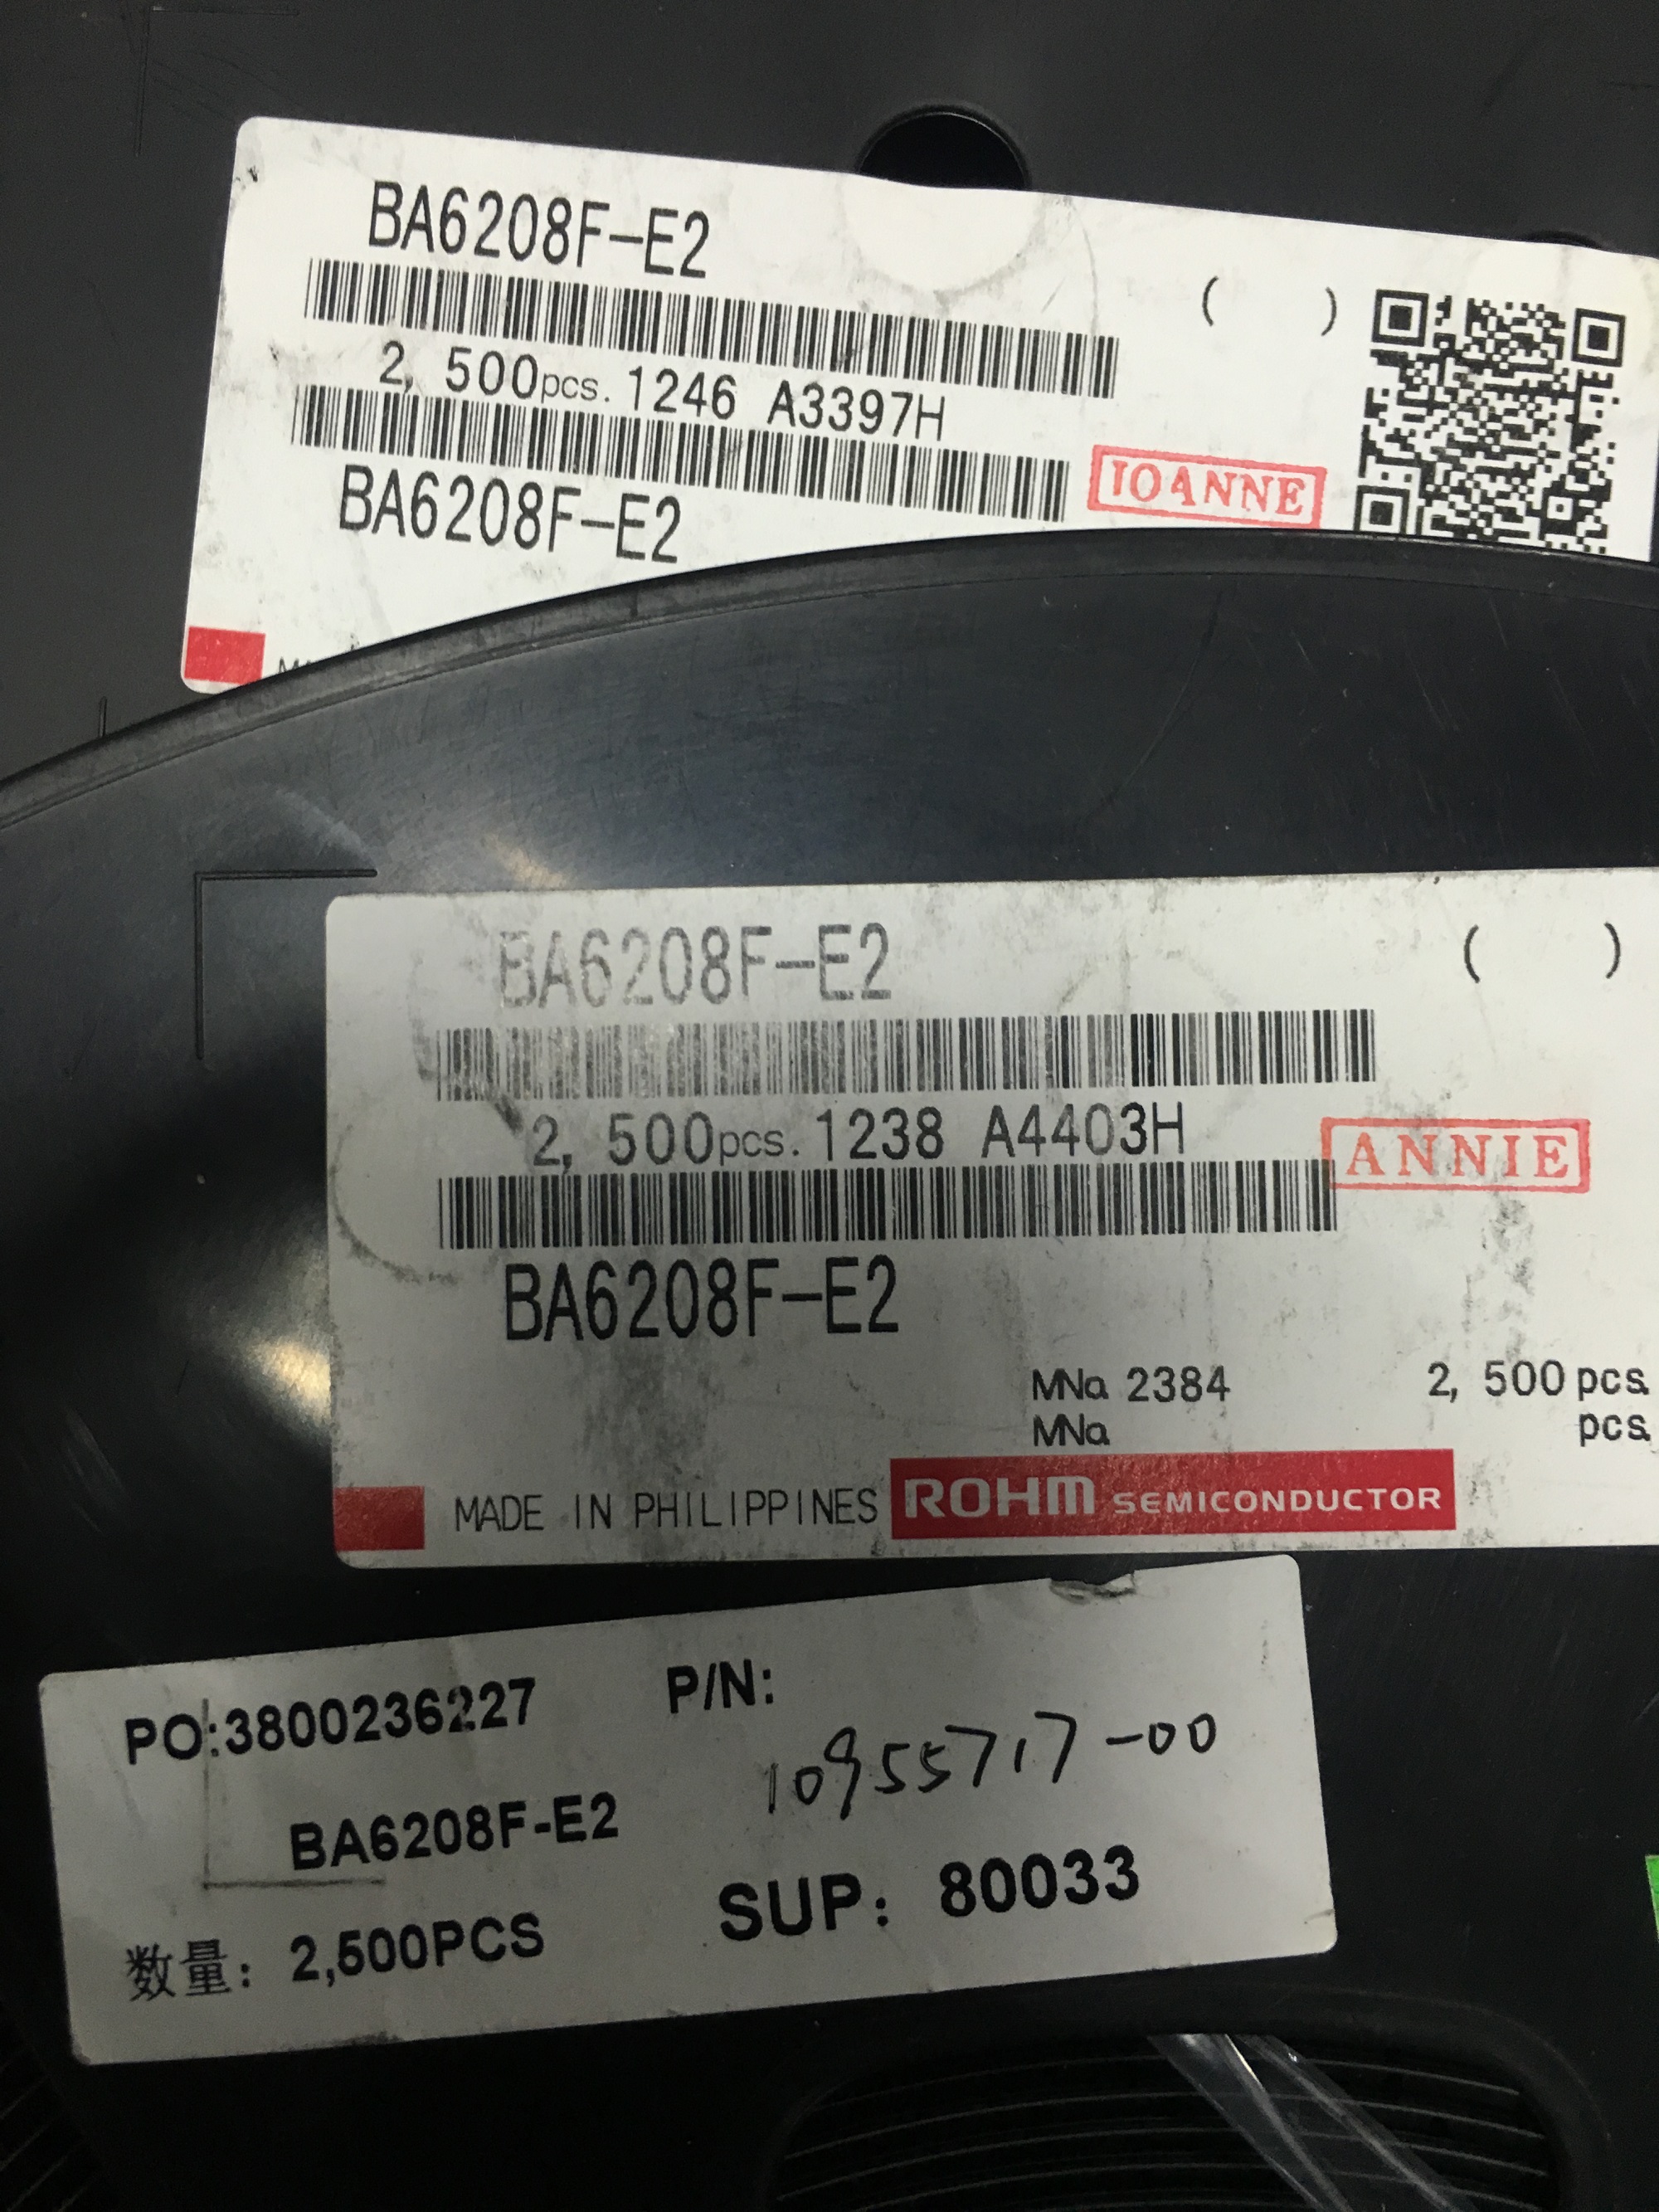 BA6208F-E2
( )
2, 500pcs. 1246 A3397H
IOANNE
BA6208F-E2
BA6208F-E2
( )
2, 500pcs. 1238 A4403H
ANNIE
BA6208F-E2
MNo. 2384 2, 500 pcs.
MNo. pcs.
MADE IN PHILIPPINES ROHM SEMICONDUCTOR
PO:3800236227 P/N:
10955717-00
BA6208F-E2
SUP: 80033
数量: 2,500PCS